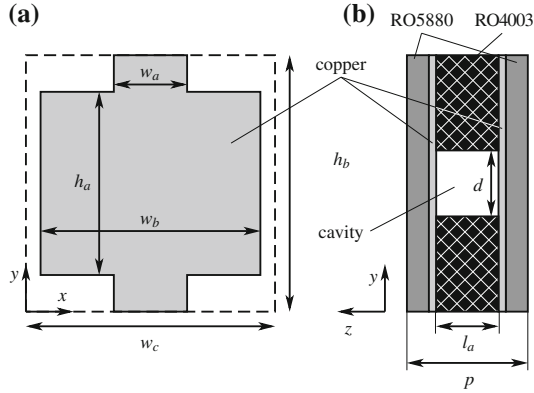 (a)
(b)
RO5880
RO4003
w_a
copper
h_a
h_b
w_b
d
cavity
y
x
y
z
l_a
w_c
p